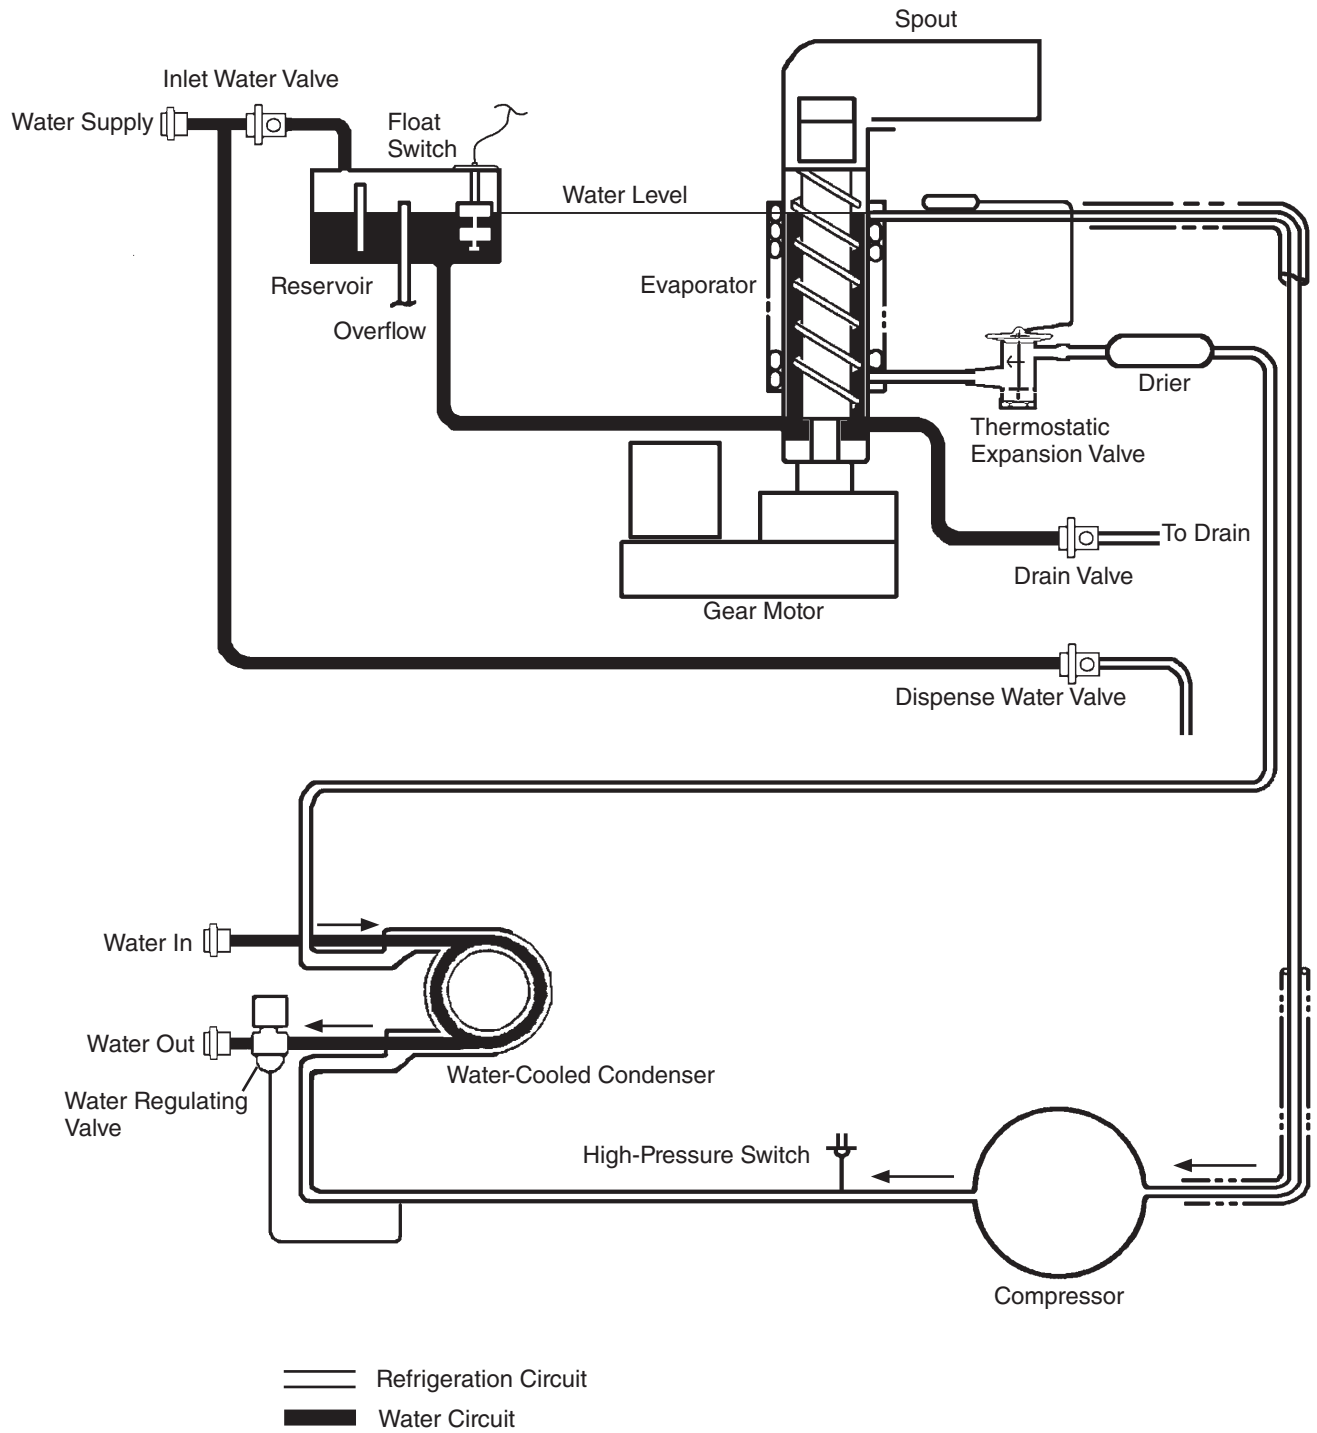 Spout
Inlet Water Valve
Water Supply
Float
Switch
Water Level
Reservoir
Evaporator
Overflow
Drier
Thermostatic
Expansion Valve
To Drain
Drain Valve
Gear Motor
Dispense Water Valve
Water In
Water Out
Water-Cooled Condenser
Water Regulating
Valve
High-Pressure Switch
Compressor
Refrigeration Circuit
Water Circuit